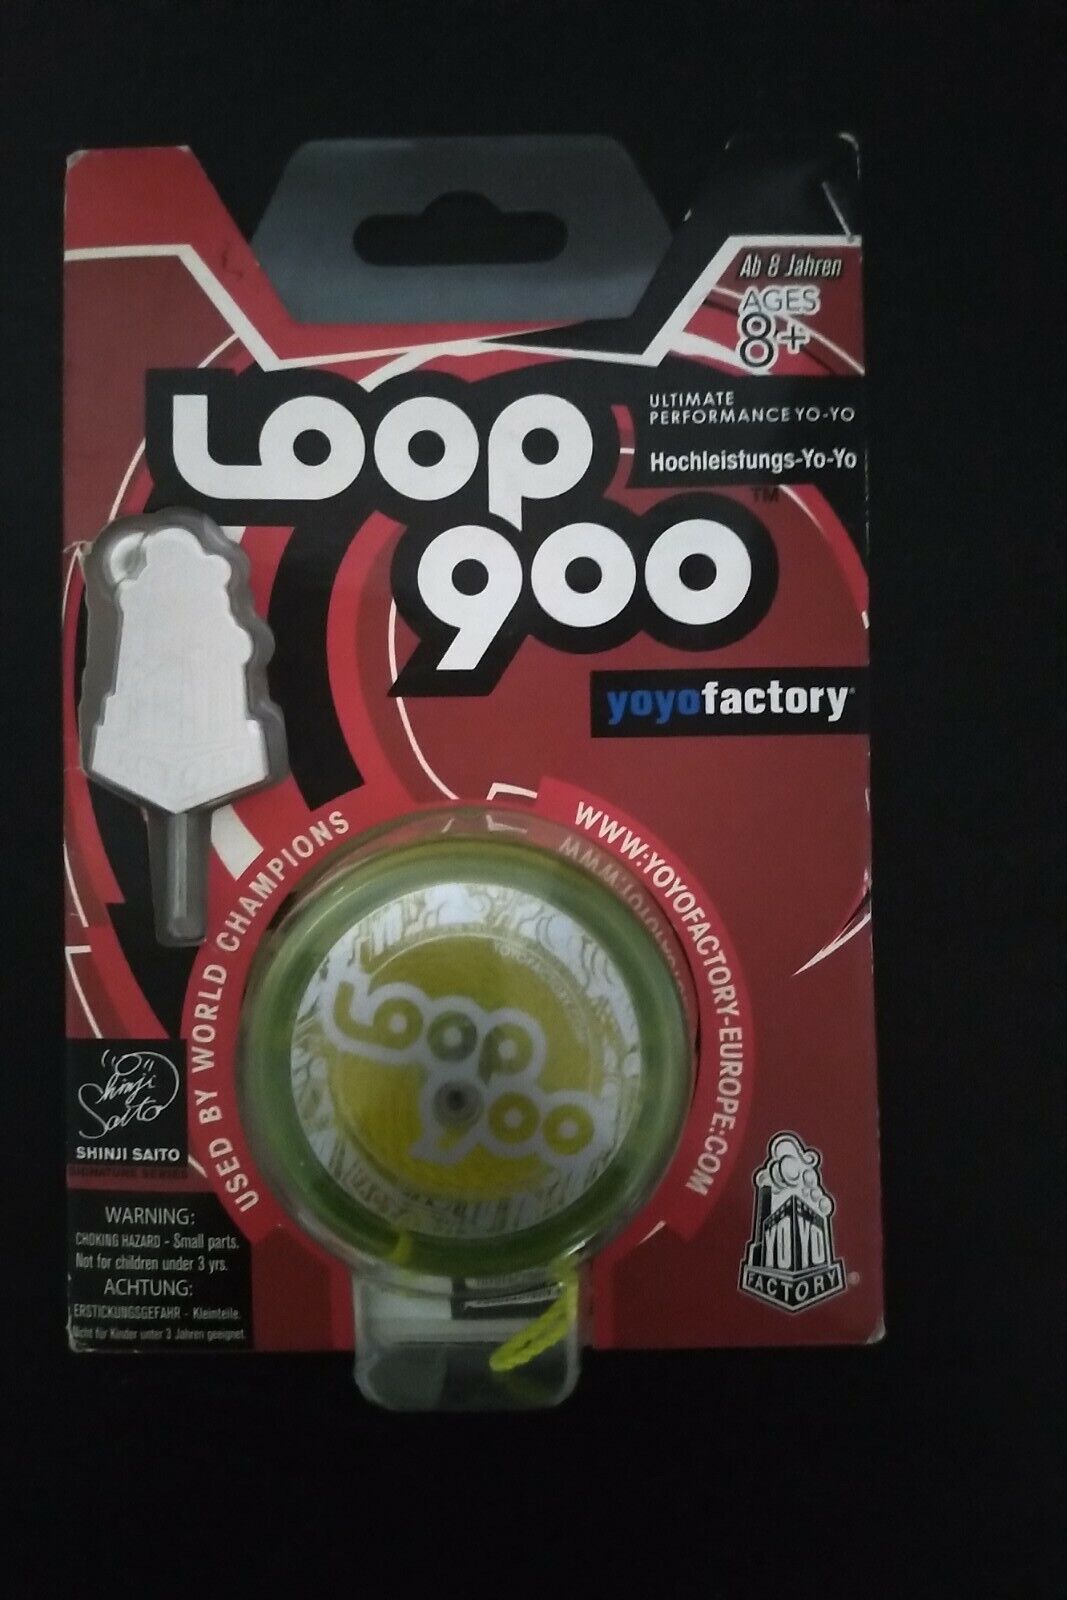 Ab 8 Jahren
AGES
8+
Loop
900
TM
ULTIMATE
PERFORMANCE YO-YO
Hochleistungs-Yo-Yo
yoyofactory
USED BY WORLD CHAMPIONS
WWW.YOYOFACTORY-EUROPE.COM
Loop
900
Shinji
Saito
SHINJI SAITO
SIGNATURE SERIES
WARNING:
CHOKING HAZARD - Small parts.
Not for children under 3 yrs.
ACHTUNG:
ERSTICKUNGSGEFAHR - Kleinteile.
Nicht für Kinder unter 3 Jahren geeignet.
YO YO
FACTORY®